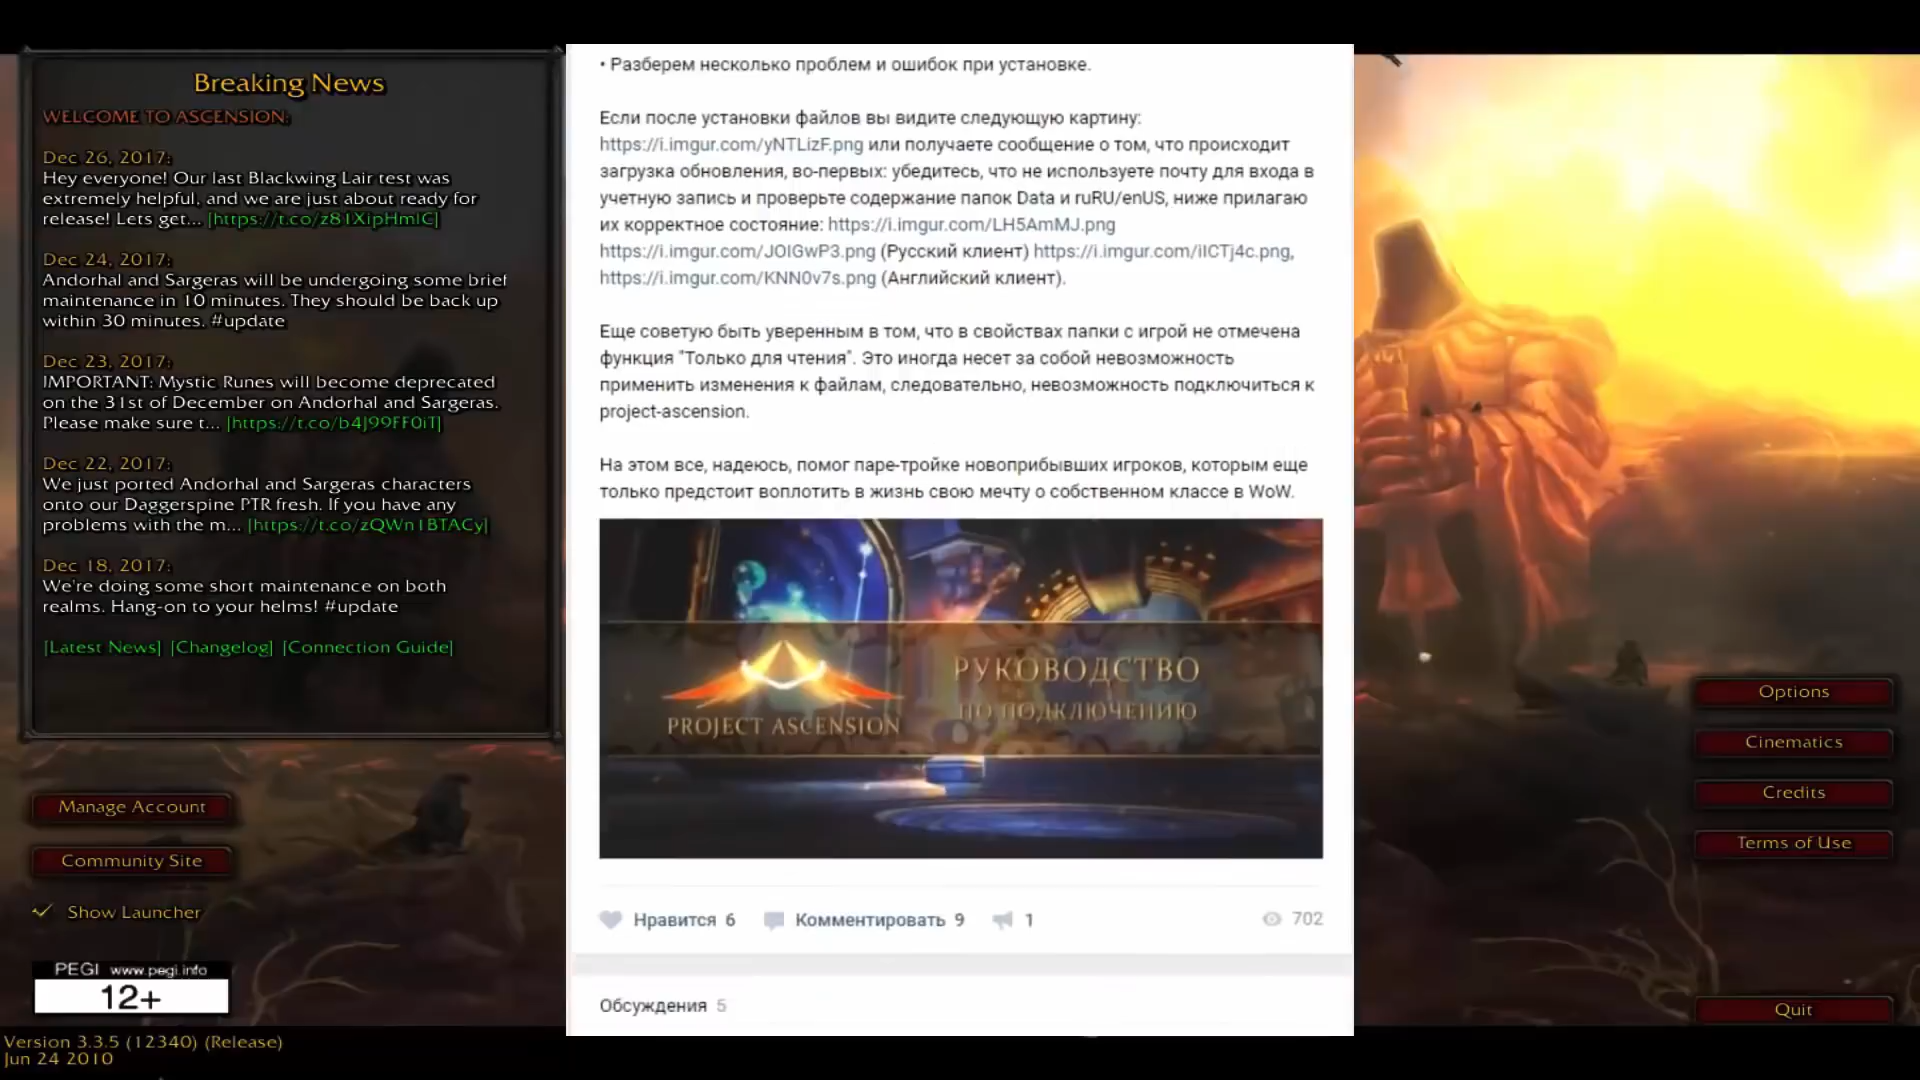 Breaking News
WELCOME TO ASCENSION:
Dec 26, 2017:
Hey everyone! Our last Blackwing Lair test was
extremely helpful, and we are just about ready for
release! Lets get... [https://t.co/z81XipHmIC]
Dec 24, 2017:
Andorhal and Sargeras will be undergoing some brief
maintenance in 10 minutes. They should be back up
within 30 minutes. #update
Dec 23, 2017:
IMPORTANT: Mystic Runes will become deprecated
on the 31st of December on Andorhal and Sargeras.
Please make sure t... [https://t.co/b4J99FF0iT]
Dec 22, 2017:
We just ported Andorhal and Sargeras characters
onto our Daggerspine PTR fresh. If you have any
problems with the m... [https://t.co/zQWn1BTACy]
Dec 18, 2017:
We're doing some short maintenance on both
realms. Hang-on to your helms! #update
[Latest News] [Changelog] [Connection Guide]
Manage Account
Community Site
Show Launcher
PEGI www.pegi.info
12+
Version 3.3.5 (12340) (Release)
Jun 24 2010
• Разберем несколько проблем и ошибок при установке.
Если после установки файлов вы видите следующую картину:
https://i.imgur.com/yNTLizF.png или получаете сообщение о том, что происходит
загрузка обновления, во-первых: убедитесь, что не используете почту для входа в
учетную запись и проверьте содержание папок Data и ruRU/enUS, ниже прилагаю
их корректное состояние: https://i.imgur.com/LH5AmMJ.png
https://i.imgur.com/JOIGwP3.png (Русский клиент) https://i.imgur.com/iICTj4c.png,
https://i.imgur.com/KNN0v7s.png (Английский клиент).
Еще советую быть уверенным в том, что в свойствах папки с игрой не отмечена
функция "Только для чтения". Это иногда несет за собой невозможность
применить изменения к файлам, следовательно, невозможность подключиться к
project-ascension.
На этом все, надеюсь, помог паре-тройке новоприбывших игроков, которым еще
только предстоит воплотить в жизнь свою мечту о собственном классе в WoW.
PROJECT ASCENSION
РУКОВОДСТВО
ПО ПОДКЛЮЧЕНИЮ
Нравится 6 Комментировать 9 1 702
Обсуждения 5
Options
Cinematics
Credits
Terms of Use
Quit